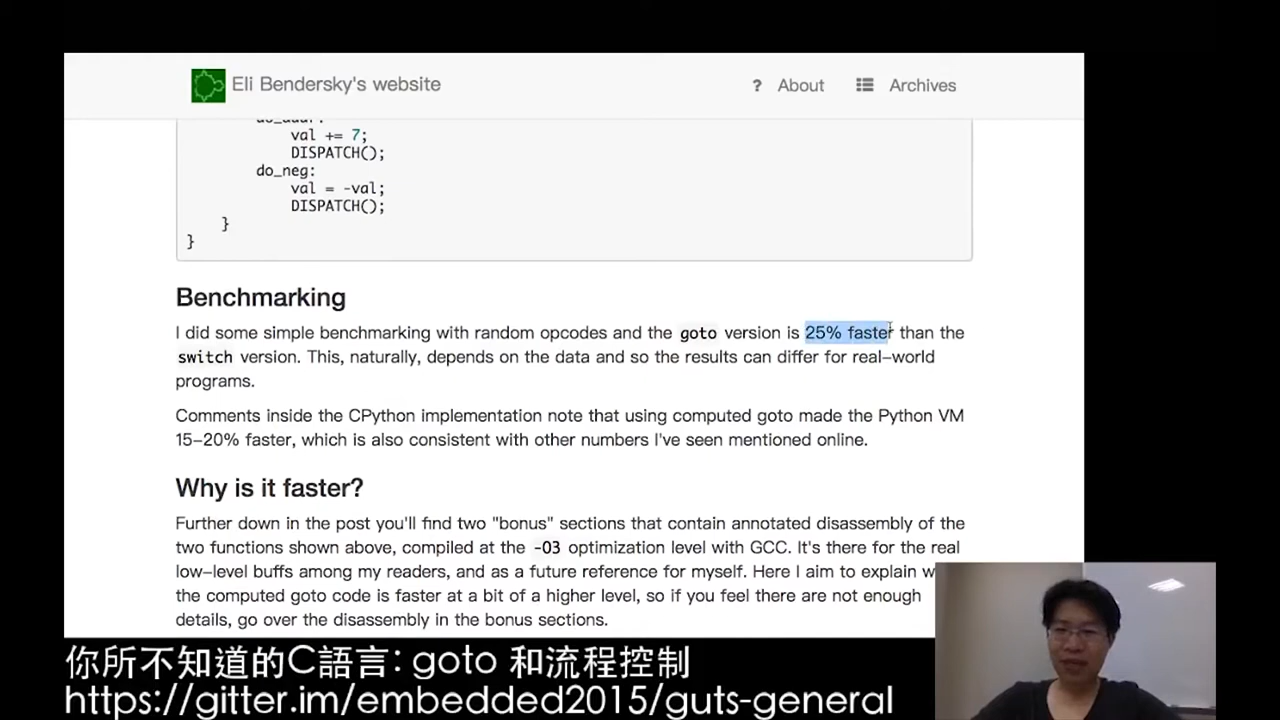 Eli Bendersky's website
? About
Archives
do_addr:
val += 7;
DISPATCH();
do_neg:
val = -val;
DISPATCH();
}
}
Benchmarking
I did some simple benchmarking with random opcodes and the goto version is 25% faster than the
switch version. This, naturally, depends on the data and so the results can differ for real-world
programs.
Comments inside the CPython implementation note that using computed goto made the Python VM
15-20% faster, which is also consistent with other numbers I've seen mentioned online.
Why is it faster?
Further down in the post you'll find two "bonus" sections that contain annotated disassembly of the
two functions shown above, compiled at the -O3 optimization level with GCC. It's there for the real
low-level buffs among my readers, and as a future reference for myself. Here I aim to explain
the computed goto code is faster at a bit of a higher level, so if you feel there are not enough
details, go over the disassembly in the bonus sections.
你所不知道的C語言: goto 和流程控制
https://gitter.im/embedded2015/guts-general